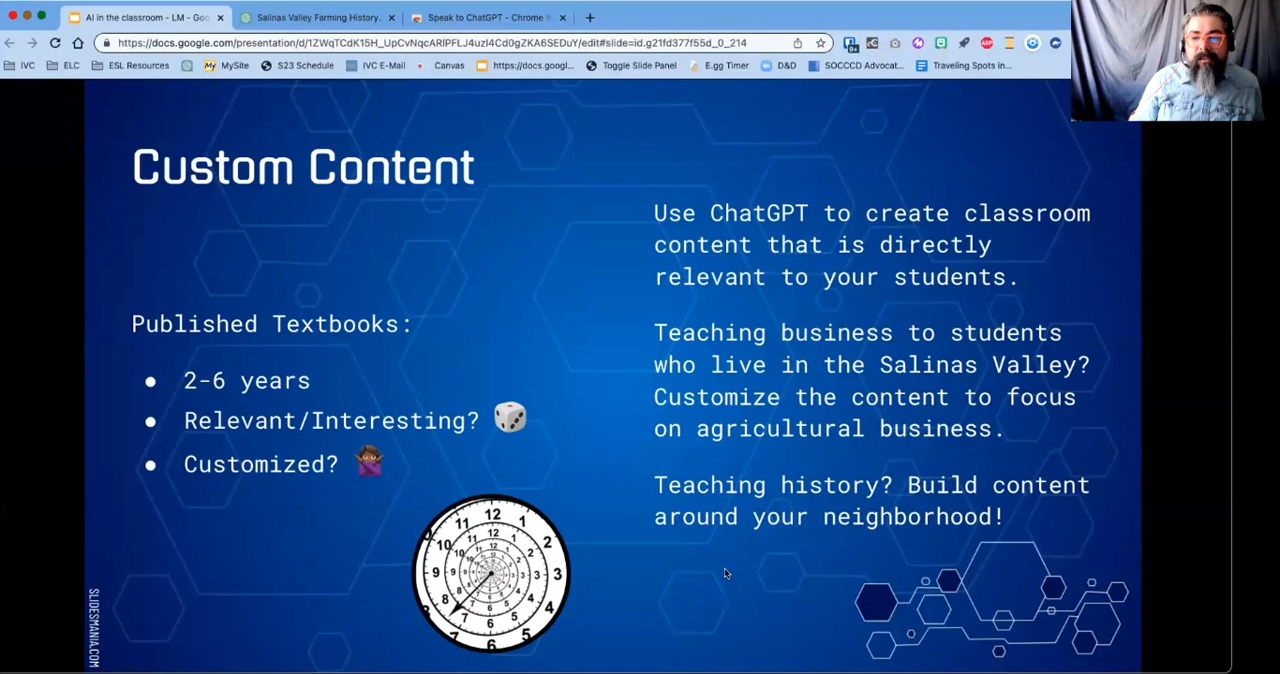 AI in the classroom - LM - Goo
Salinas Valley Farming History.
Speak to ChatGPT - Chrome W
https://docs.google.com/presentation/d/1ZWqTCdK15H_UpCvNqcARlPFLJ4uzI4Cd0gZKA6SEDuY/edit#slide=id.g21fd377f55d_0_214
IVC ELC ESL Resources MySite S23 Schedule IVC E-Mail Canvas https://docs.googl... Toggle Slide Panel E.gg Timer D&D SOCCCD Advocat... Traveling Spots in...
Custom Content
Published Textbooks:
● 2-6 years
● Relevant/Interesting?
● Customized?
Use ChatGPT to create classroom
content that is directly
relevant to your students.
Teaching business to students
who live in the Salinas Valley?
Customize the content to focus
on agricultural business.
Teaching history? Build content
around your neighborhood!
SLIDESMANIA.COM